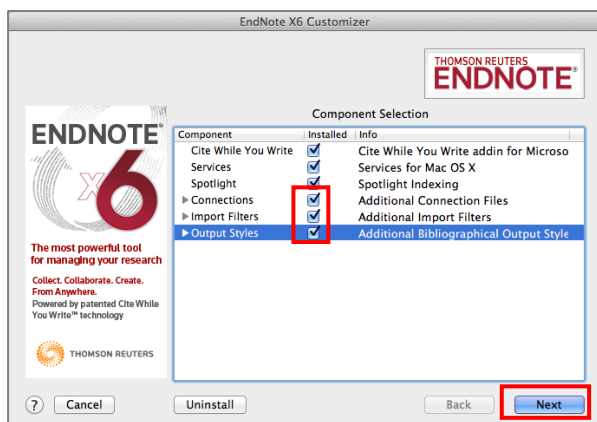 EndNote X6 Customizer
THOMSON REUTERS
ENDNOTE®
Component Selection
ENDNOTE®
X6
The most powerful tool
for managing your research
Collect. Collaborate. Create.
From Anywhere.
Powered by patented Cite While
You Write™ technology
THOMSON REUTERS
Component Installed Info
Cite While You Write Cite While You Write addin for Microso
Services Services for Mac OS X
Spotlight Spotlight Indexing
Connections Additional Connection Files
Import Filters Additional Import Filters
Output Styles Additional Bibliographical Output Style
? Cancel Uninstall Back Next